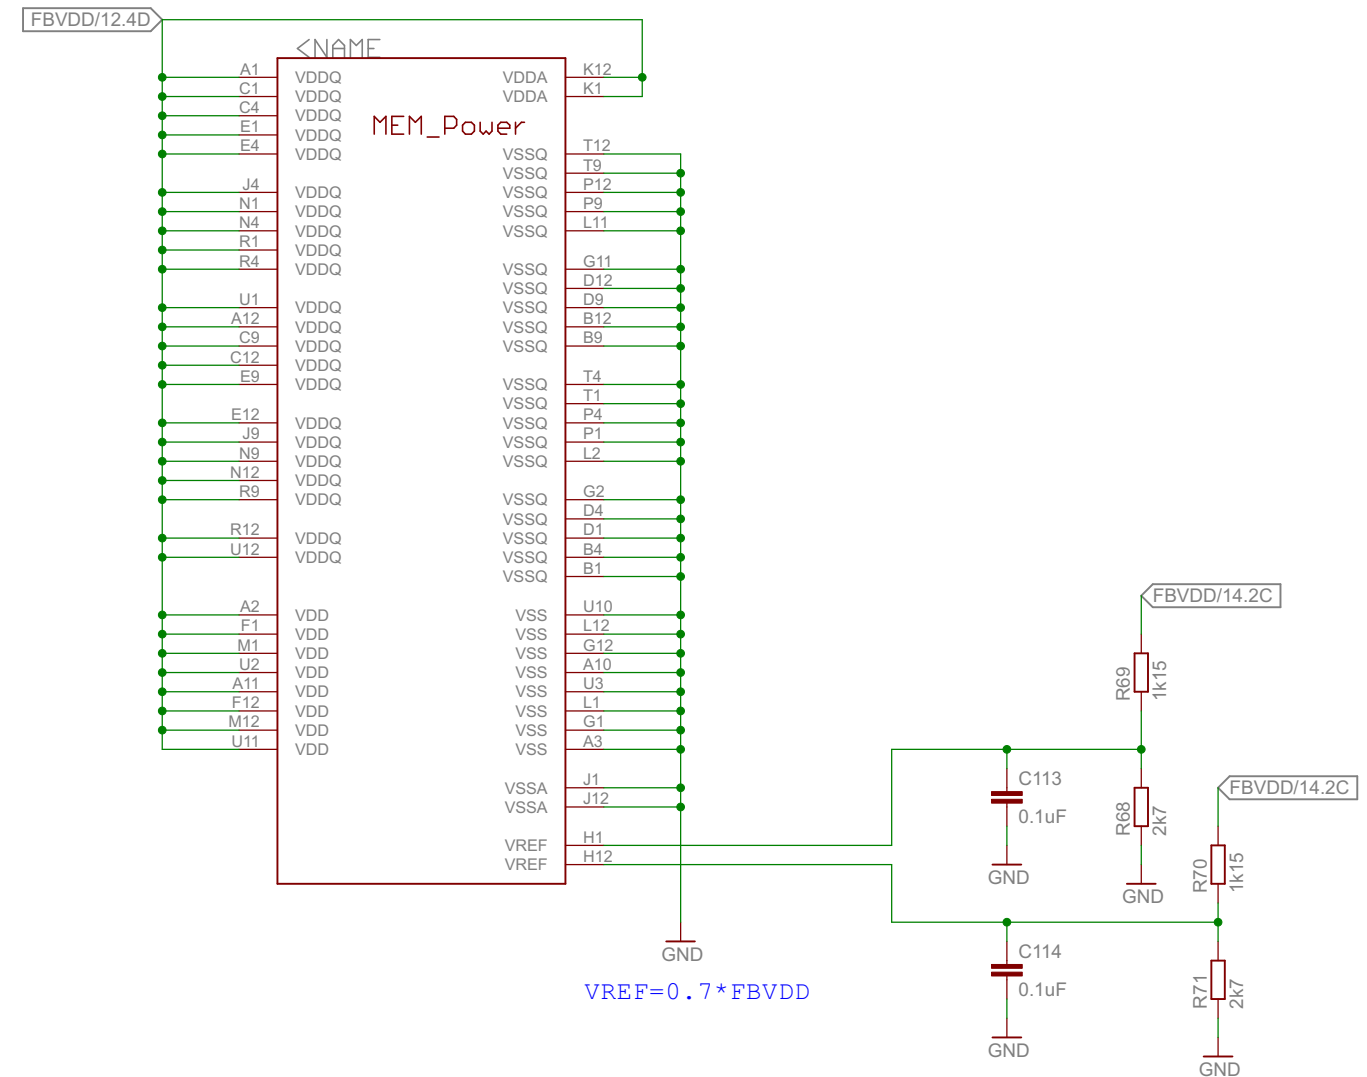 FBVDD/12.4D
<NAME
MEM_Power
A1 VDDQ VDDA K12
C1 VDDQ VDDA K1
C4 VDDQ
E1 VDDQ
E4 VDDQ VSSQ T12
VSSQ T9
J4 VDDQ VSSQ P12
N1 VDDQ VSSQ P9
N4 VDDQ VSSQ L11
R1 VDDQ
R4 VDDQ VSSQ G11
VSSQ D12
U1 VDDQ VSSQ D9
A12 VDDQ VSSQ B12
C9 VDDQ VSSQ B9
C12 VDDQ
E9 VDDQ VSSQ T4
VSSQ T1
E12 VDDQ VSSQ P4
J9 VDDQ VSSQ P1
N9 VDDQ VSSQ L2
N12 VDDQ
R9 VDDQ VSSQ G2
VSSQ D4
R12 VDDQ VSSQ D1
U12 VDDQ VSSQ B4
VSSQ B1
A2 VDD VSS U10
F1 VDD VSS L12
M1 VDD VSS G12
U2 VDD VSS A10
A11 VDD VSS U3
F12 VDD VSS L1
M12 VDD VSS G1
U11 VDD VSS A3
VSSA J1
VSSA J12
VREF H1
VREF H12
GND
VREF=0.7*FBVDD
FBVDD/14.2C
R69 1k15
C113
0.1uF
GND
R68 2k7
GND
FBVDD/14.2C
R70 1k15
C114
0.1uF
GND
R71 2k7
GND